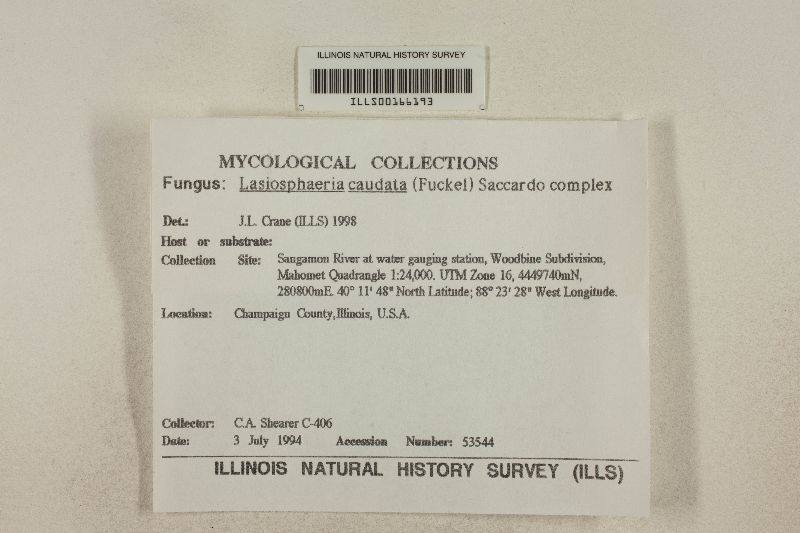 ILLINOIS NATURAL HISTORY SURVEY
ILLS00166193
MYCOLOGICAL COLLECTIONS
Fungus: Lasiosphaeria caudata (Fuckel) Saccardo complex
Det.: J.L. Crane (ILLS) 1998
Host or substrate:
Collection Site: Sangamon River at water gauging station, Woodbine Subdivision,
Mahomet Quadrangle 1:24,000. UTM Zone 16, 4449740mN,
280800mE. 40° 11' 48" North Latitude; 88° 23' 28" West Longitude.
Location: Champaign County, Illinois, U.S.A.
Collector: C.A. Shearer C-406
Date: 3 July 1994 Accession Number: 53544
ILLINOIS NATURAL HISTORY SURVEY (ILLS)